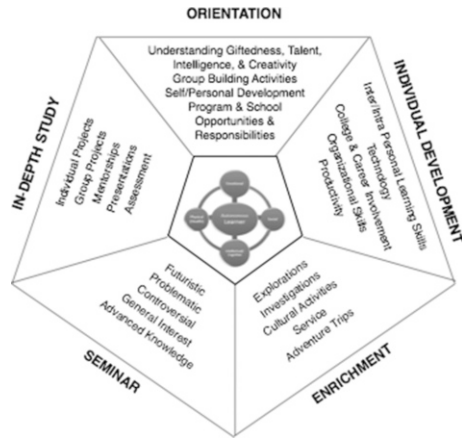 ORIENTATION
Understanding Giftedness, Talent,
Intelligence, & Creativity
Group Building Activities
Self/Personal Development
Program & School
Opportunities &
Responsibilities
INDIVIDUAL DEVELOPMENT
Inter/Intra Personal Learning Skills
Technology
College & Career Involvement
Organizational Skills
Productivity
ENRICHMENT
Explorations
Investigations
Cultural Activities
Service
Adventure Trips
SEMINAR
Futuristic
Problematic
Controversial
General Interest
Advanced Knowledge
IN-DEPTH STUDY
Individual Projects
Group Projects
Mentorships
Presentations
Assessment
Autonomous
Learner